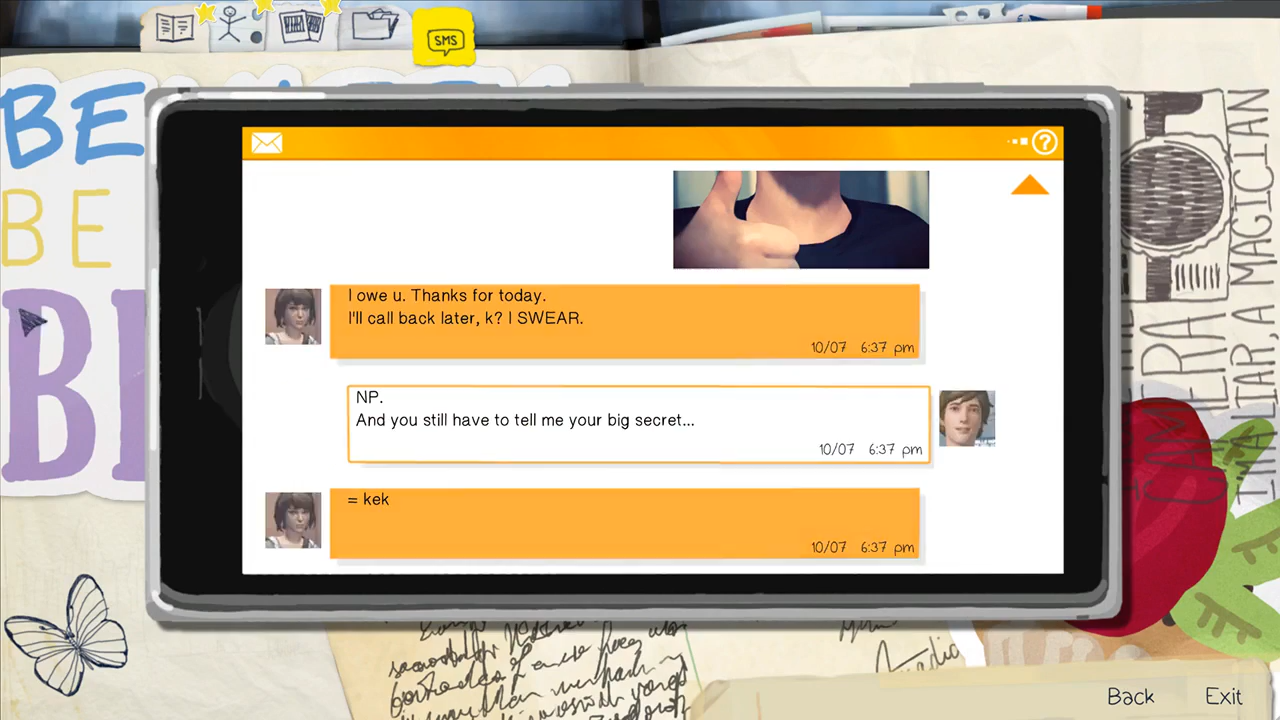 SMS
BE
BE
I owe u. Thanks for today.
I'll call back later, k? I SWEAR.
10/07 6:37 pm
NP.
And you still have to tell me your big secret...
10/07 6:37 pm
= kek
10/07 6:37 pm
CAMERA
LIAR, A MAGICIAN
Back
Exit